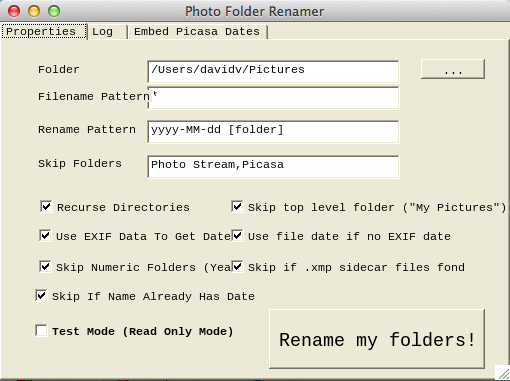 Photo Folder Renamer
Properties Log Embed Picasa Dates
Folder /Users/davidv/Pictures ...
Filename Pattern *
Rename Pattern yyyy-MM-dd [folder]
Skip Folders Photo Stream,Picasa
Recurse Directories Skip top level folder ("My Pictures")
Use EXIF Data To Get Date Use file date if no EXIF date
Skip Numeric Folders (Yea Skip if .xmp sidecar files fond
Skip If Name Already Has Date
Test Mode (Read Only Mode)
Rename my folders!